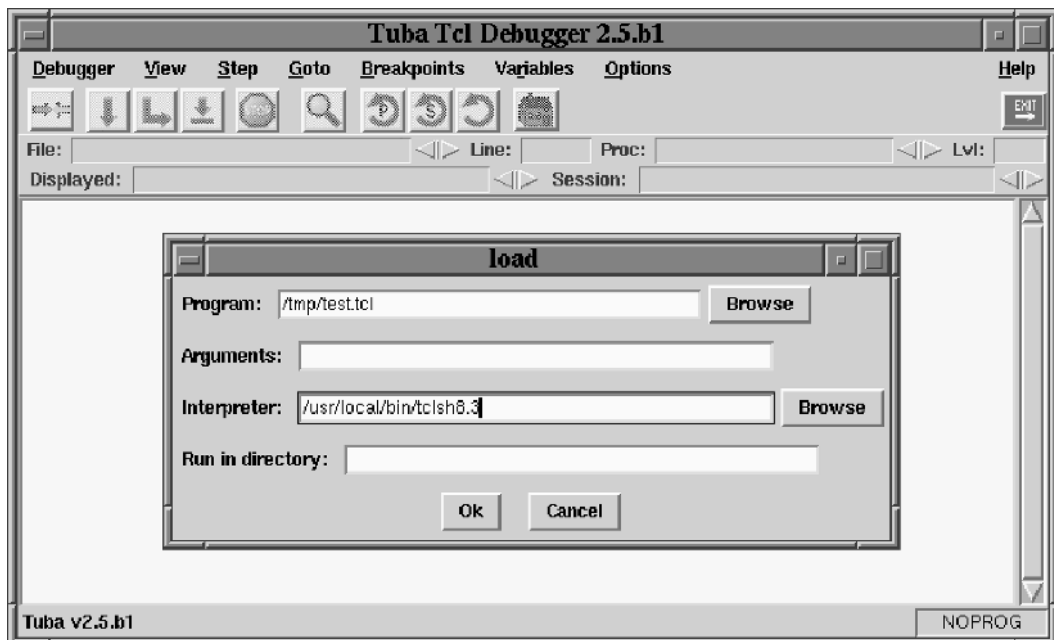 Tuba Tcl Debugger 2.5.b1
Debugger View Step Goto Breakpoints Variables Options Help
P S EXIT
File: Line: Proc: Lvl:
Displayed: Session:
load
Program: /tmp/test.tcl Browse
Arguments:
Interpreter: /usr/local/bin/tclsh8.3 Browse
Run in directory:
Ok Cancel
Tuba v2.5.b1 NOPROG